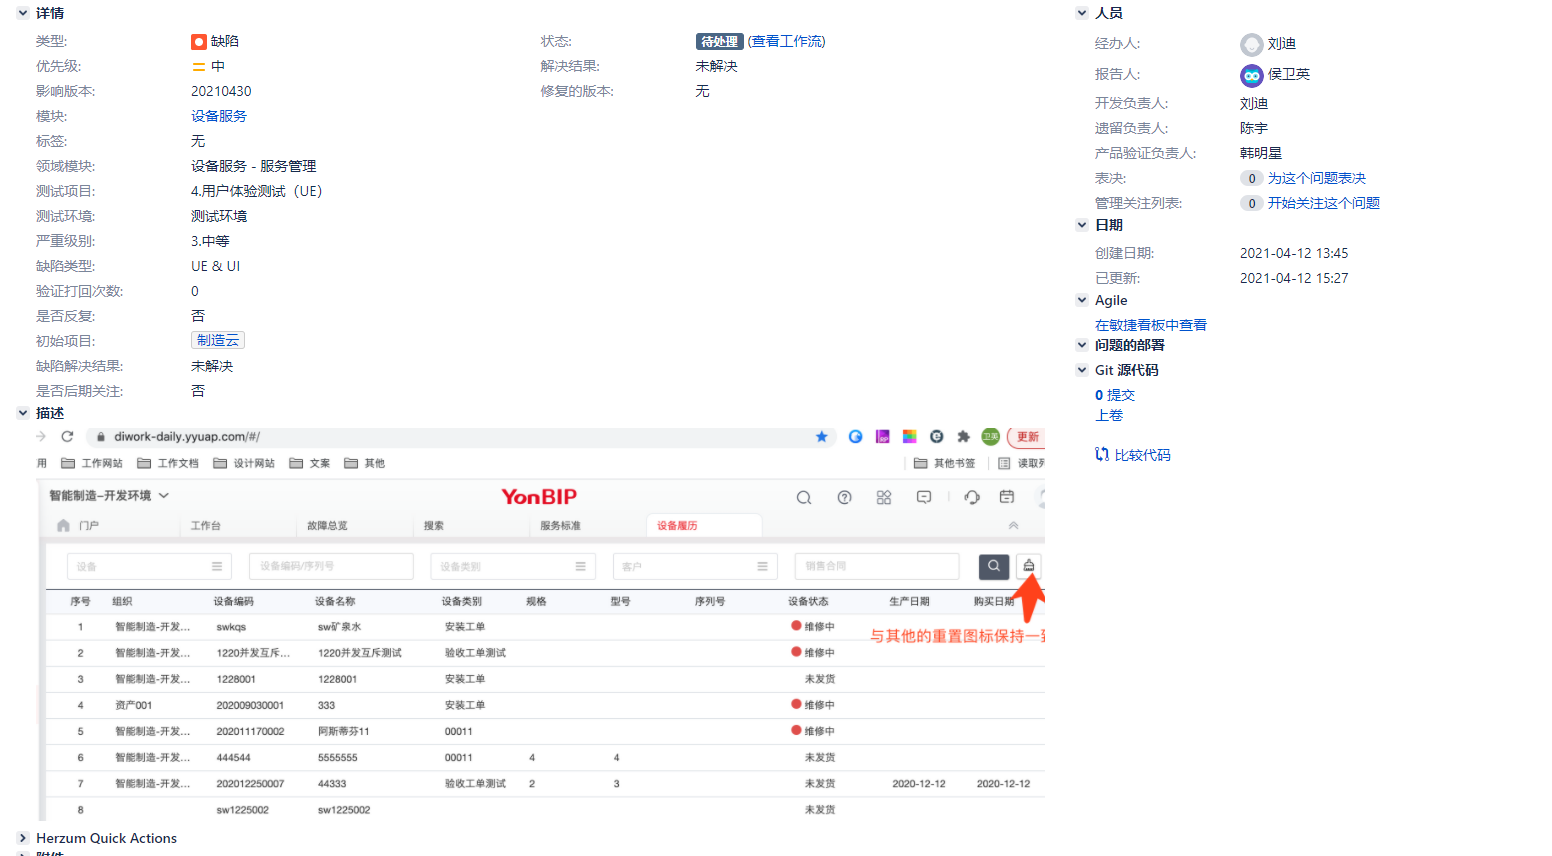 详情
类型: 缺陷
状态: 待处理 (查看工作流)
优先级: 中
解决结果: 未解决
影响版本: 20210430
修复的版本: 无
模块: 设备服务
标签: 无
领域模块: 设备服务 - 服务管理
测试项目: 4.用户体验测试（UE）
测试环境: 测试环境
严重级别: 3.中等
缺陷类型: UE & UI
验证打回次数: 0
是否反复: 否
初始项目: 制造云
缺陷解决结果: 未解决
是否后期关注: 否
描述
diwork-daily.yyuap.com/#/ 卫英 更新
用 工作网站 工作文档 设计网站 文案 其他 其他书签 读取列
智能制造-开发环境 YonBIP
门户 工作台 故障总览 搜索 服务标准 设备履历
设备 设备编码/序列号 设备类别 客户 销售合同
序号 组织 设备编码 设备名称 设备类别 规格 型号 序列号 设备状态 生产日期 购买日期
1 智能制造-开发... swkqs sw矿泉水 安装工单 维修中
与其他的重置图标保持一致
2 智能制造-开发... 1220并发互斥... 1220并发互斥测试 验收工单测试 维修中
3 智能制造-开发... 1228001 1228001 安装工单 未发货
4 资产001 202009030001 333 安装工单 维修中
5 智能制造-开发... 202011170002 阿斯蒂芬11 00011 维修中
6 智能制造-开发... 444544 5555555 00011 4 4 未发货
7 智能制造-开发... 202012250007 44333 验收工单测试 2 3 未发货 2020-12-12 2020-12-12
8 sw1225002 sw1225002 未发货
Herzum Quick Actions
附件
人员
经办人: 刘迪
报告人: 侯卫英
开发负责人: 刘迪
遗留负责人: 陈宇
产品验证负责人: 韩明星
表决: 0 为这个问题表决
管理关注列表: 0 开始关注这个问题
日期
创建日期: 2021-04-12 13:45
已更新: 2021-04-12 15:27
Agile
在敏捷看板中查看
问题的部署
Git 源代码
0 提交
上卷
比较代码